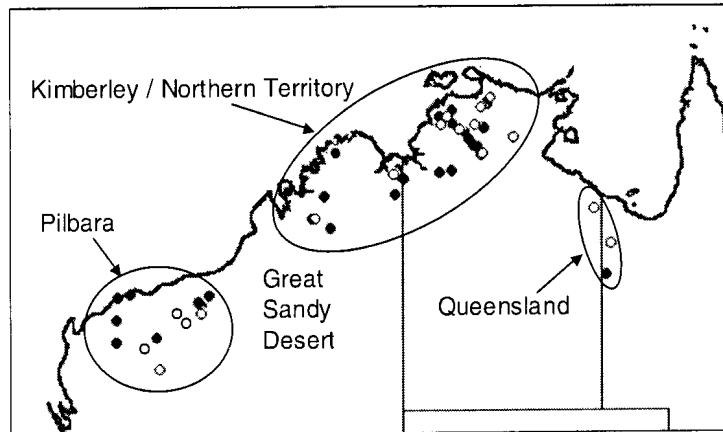 Kimberley / Northern Territory
Pilbara
Great
Sandy
Desert
Queensland